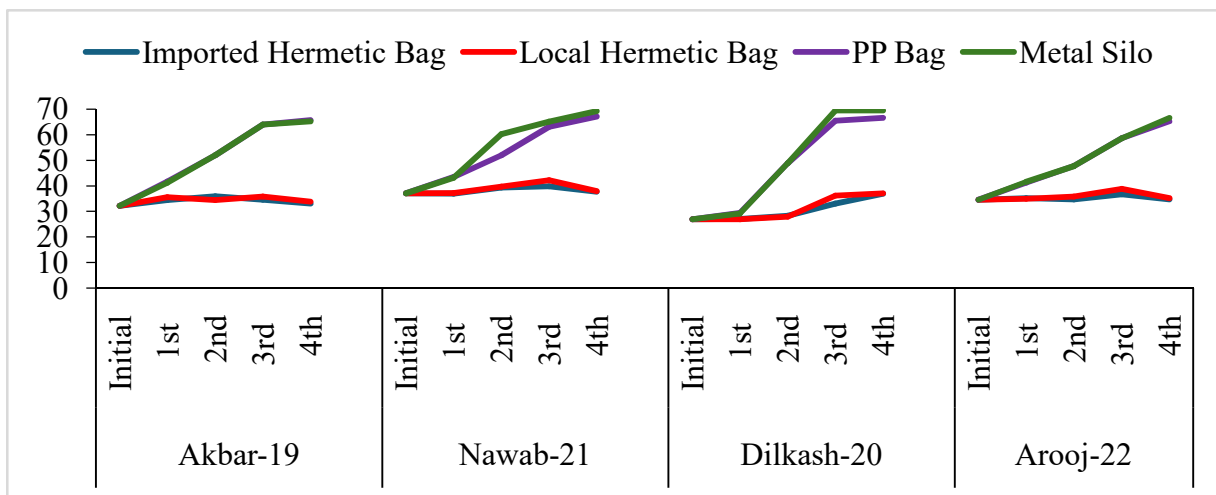 Imported Hermetic Bag Local Hermetic Bag PP Bag Metal Silo
70
60
50
40
30
20
10
0
Initial 1st 2nd 3rd 4th Initial 1st 2nd 3rd 4th Initial 1st 2nd 3rd 4th Initial 1st 2nd 3rd 4th
Akbar-19 Nawab-21 Dilkash-20 Arooj-22